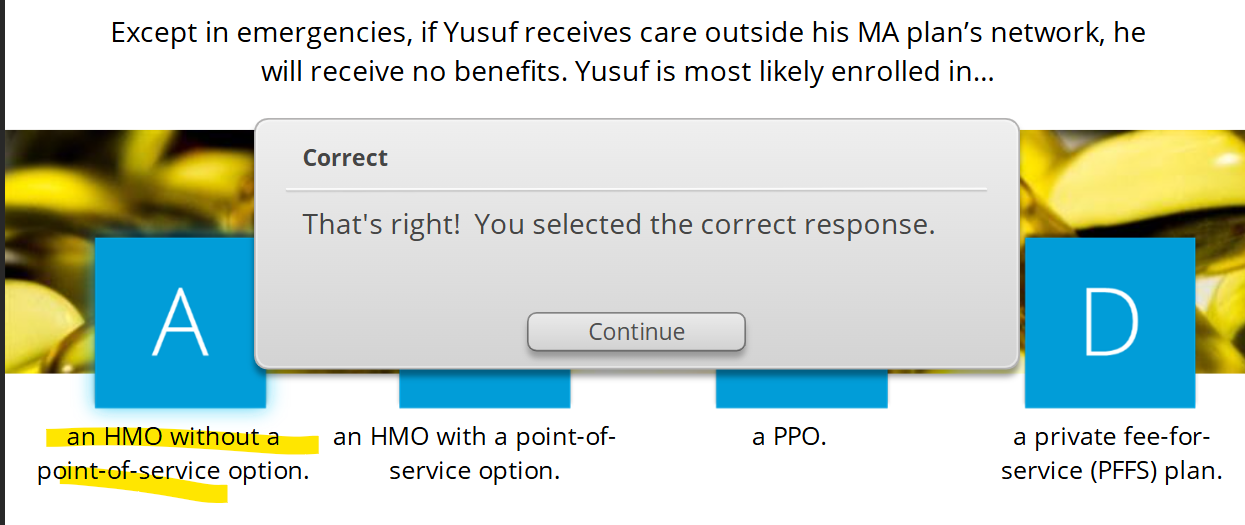 Except in emergencies, if Yusuf receives care outside his MA plan’s network, he
will receive no benefits. Yusuf is most likely enrolled in...
Correct
That's right!  You selected the correct response.
Continue
A
D
an HMO without a
point-of-service option.
an HMO with a point-of-
service option.
a PPO.
a private fee-for-
service (PFFS) plan.